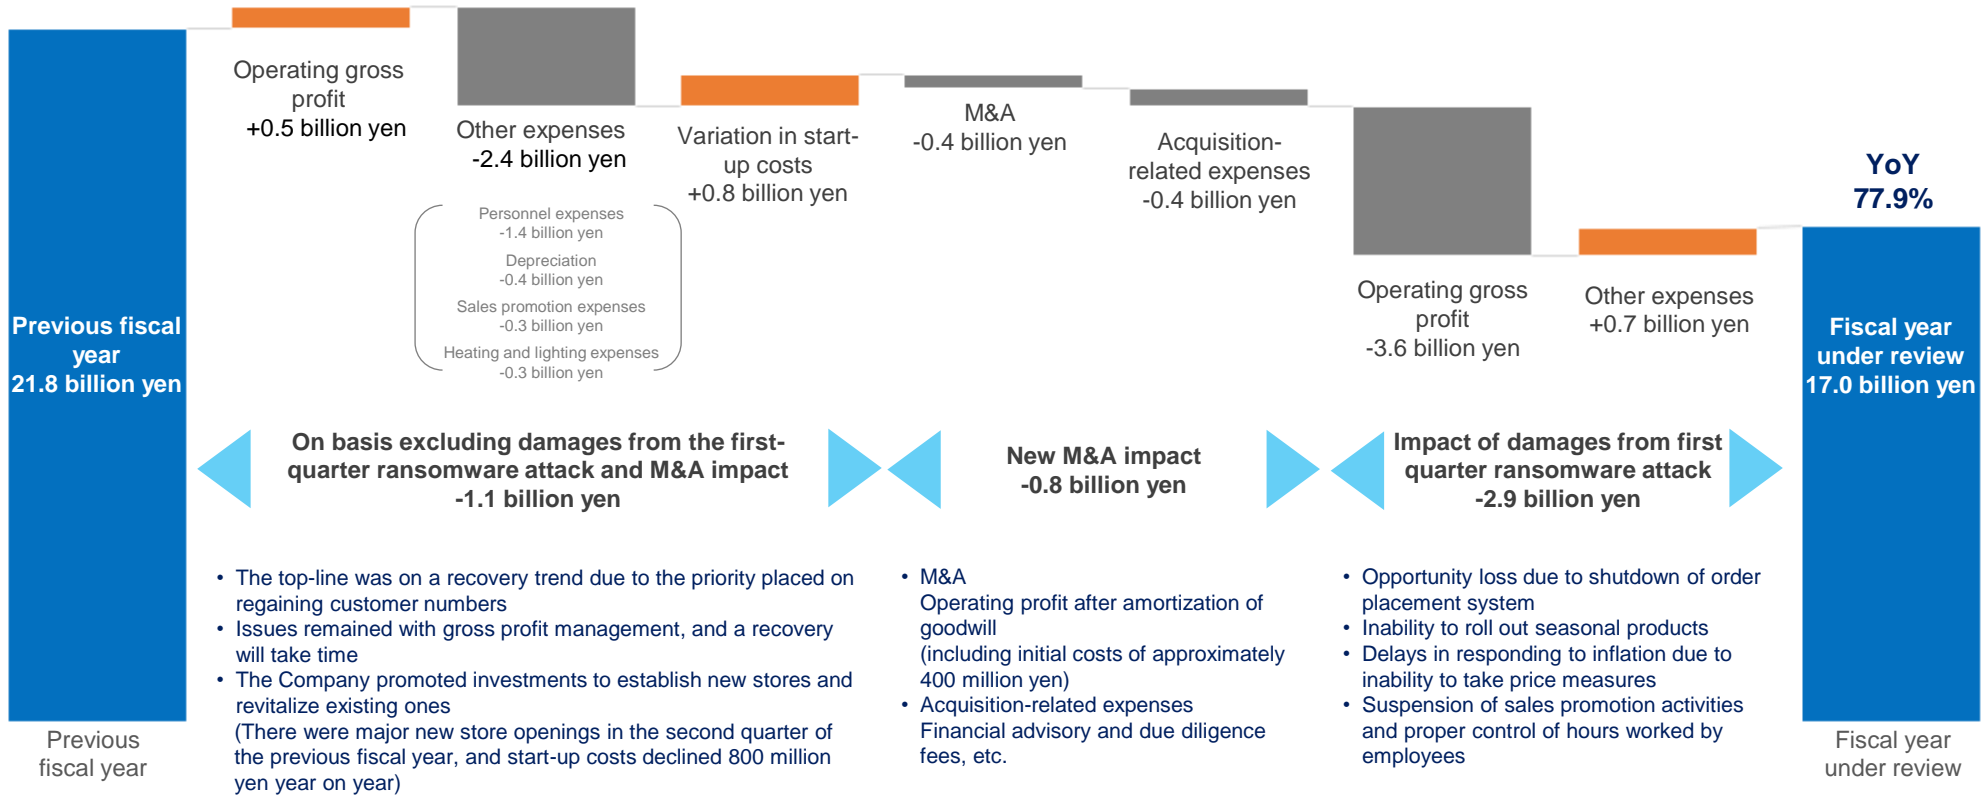 Operating gross
profit
+0.5 billion yen
Other expenses
-2.4 billion yen
Personnel expenses
-1.4 billion yen
Depreciation
-0.4 billion yen
Sales promotion expenses
-0.3 billion yen
Heating and lighting expenses
-0.3 billion yen
Variation in start-
up costs
+0.8 billion yen
M&A
-0.4 billion yen
Acquisition-
related expenses
-0.4 billion yen
Operating gross
profit
-3.6 billion yen
Other expenses
+0.7 billion yen
YoY
77.9%
Previous fiscal
year
21.8 billion yen
Fiscal year
under review
17.0 billion yen
On basis excluding damages from the first-
quarter ransomware attack and M&A impact
-1.1 billion yen
New M&A impact
-0.8 billion yen
Impact of damages from first
quarter ransomware attack
-2.9 billion yen
• The top-line was on a recovery trend due to the priority placed on
regaining customer numbers
• Issues remained with gross profit management, and a recovery
will take time
• The Company promoted investments to establish new stores and
revitalize existing ones
(There were major new store openings in the second quarter of
the previous fiscal year, and start-up costs declined 800 million
yen year on year)
• M&A
Operating profit after amortization of
goodwill
(including initial costs of approximately
400 million yen)
• Acquisition-related expenses
Financial advisory and due diligence
fees, etc.
• Opportunity loss due to shutdown of order
placement system
• Inability to roll out seasonal products
• Delays in responding to inflation due to
inability to take price measures
• Suspension of sales promotion activities
and proper control of hours worked by
employees
Previous
fiscal year
Fiscal year
under review